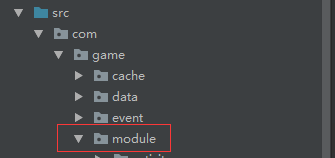 src
com
game
cache
data
event
module